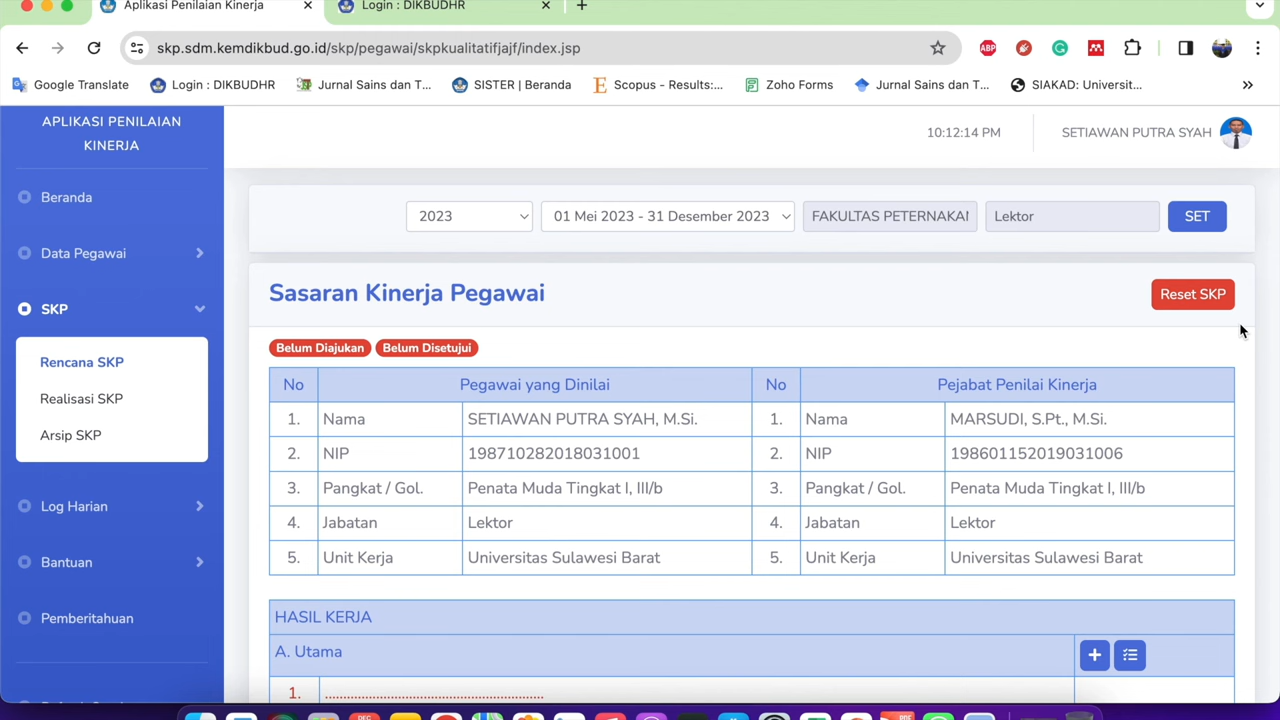 Aplikasi Penilaian Kinerja
Login : DIKBUDHR
skp.sdm.kemdikbud.go.id/skp/pegawai/skpkualitatifjajf/index.jsp
ABP
Google Translate
Login : DIKBUDHR
Jurnal Sains dan T...
SISTER | Beranda
Scopus - Results:...
Zoho Forms
Jurnal Sains dan T...
SIAKAD: Universit...
APLIKASI PENILAIAN
KINERJA
10:12:14 PM
SETIAWAN PUTRA SYAH
Beranda
Data Pegawai
SKP
Rencana SKP
Realisasi SKP
Arsip SKP
Log Harian
Bantuan
Pemberitahuan
2023
01 Mei 2023 - 31 Desember 2023
FAKULTAS PETERNAKAN
Lektor
SET
Sasaran Kinerja Pegawai
Reset SKP
Belum Diajukan Belum Disetujui
No Pegawai yang Dinilai No Pejabat Penilai Kinerja
1. Nama SETIAWAN PUTRA SYAH, M.Si. 1. Nama MARSUDI, S.Pt., M.Si.
2. NIP 198710282018031001 2. NIP 198601152019031006
3. Pangkat / Gol. Penata Muda Tingkat I, III/b 3. Pangkat / Gol. Penata Muda Tingkat I, III/b
4. Jabatan Lektor 4. Jabatan Lektor
5. Unit Kerja Universitas Sulawesi Barat 5. Unit Kerja Universitas Sulawesi Barat
HASIL KERJA
A. Utama
1. ........................................................
DEC